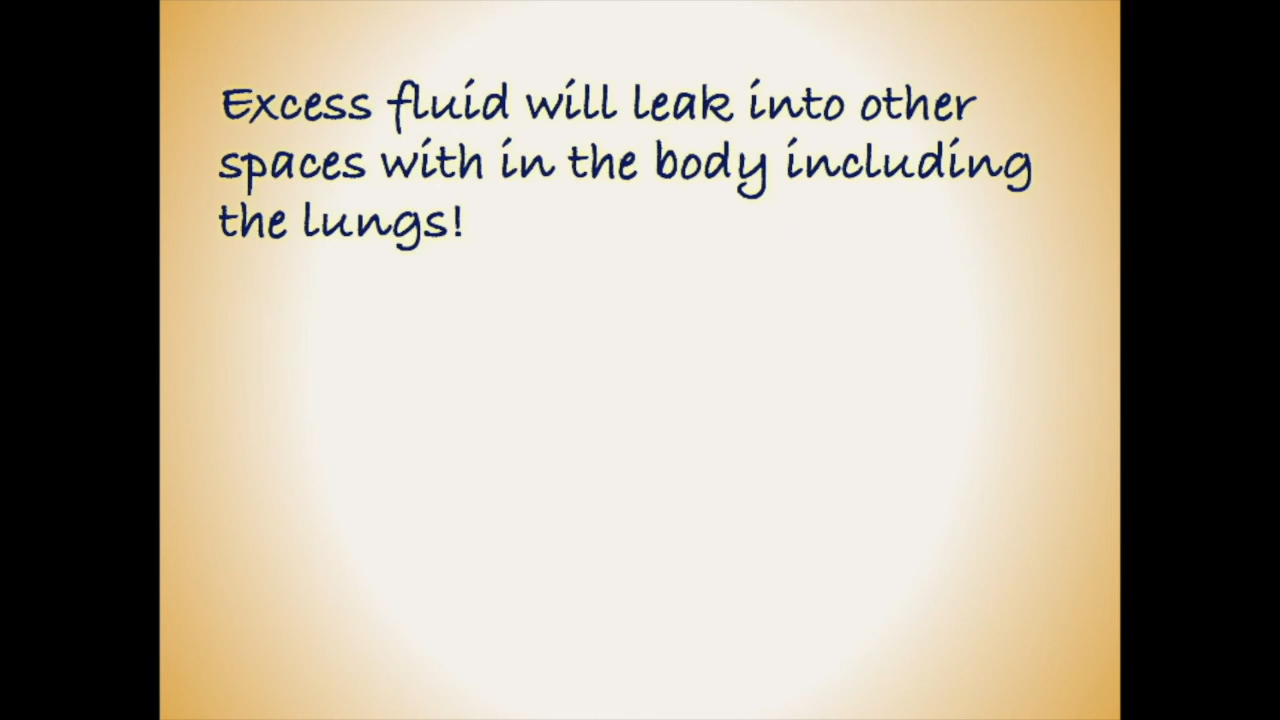 Excess fluid will leak into other
spaces with in the body including
the lungs!